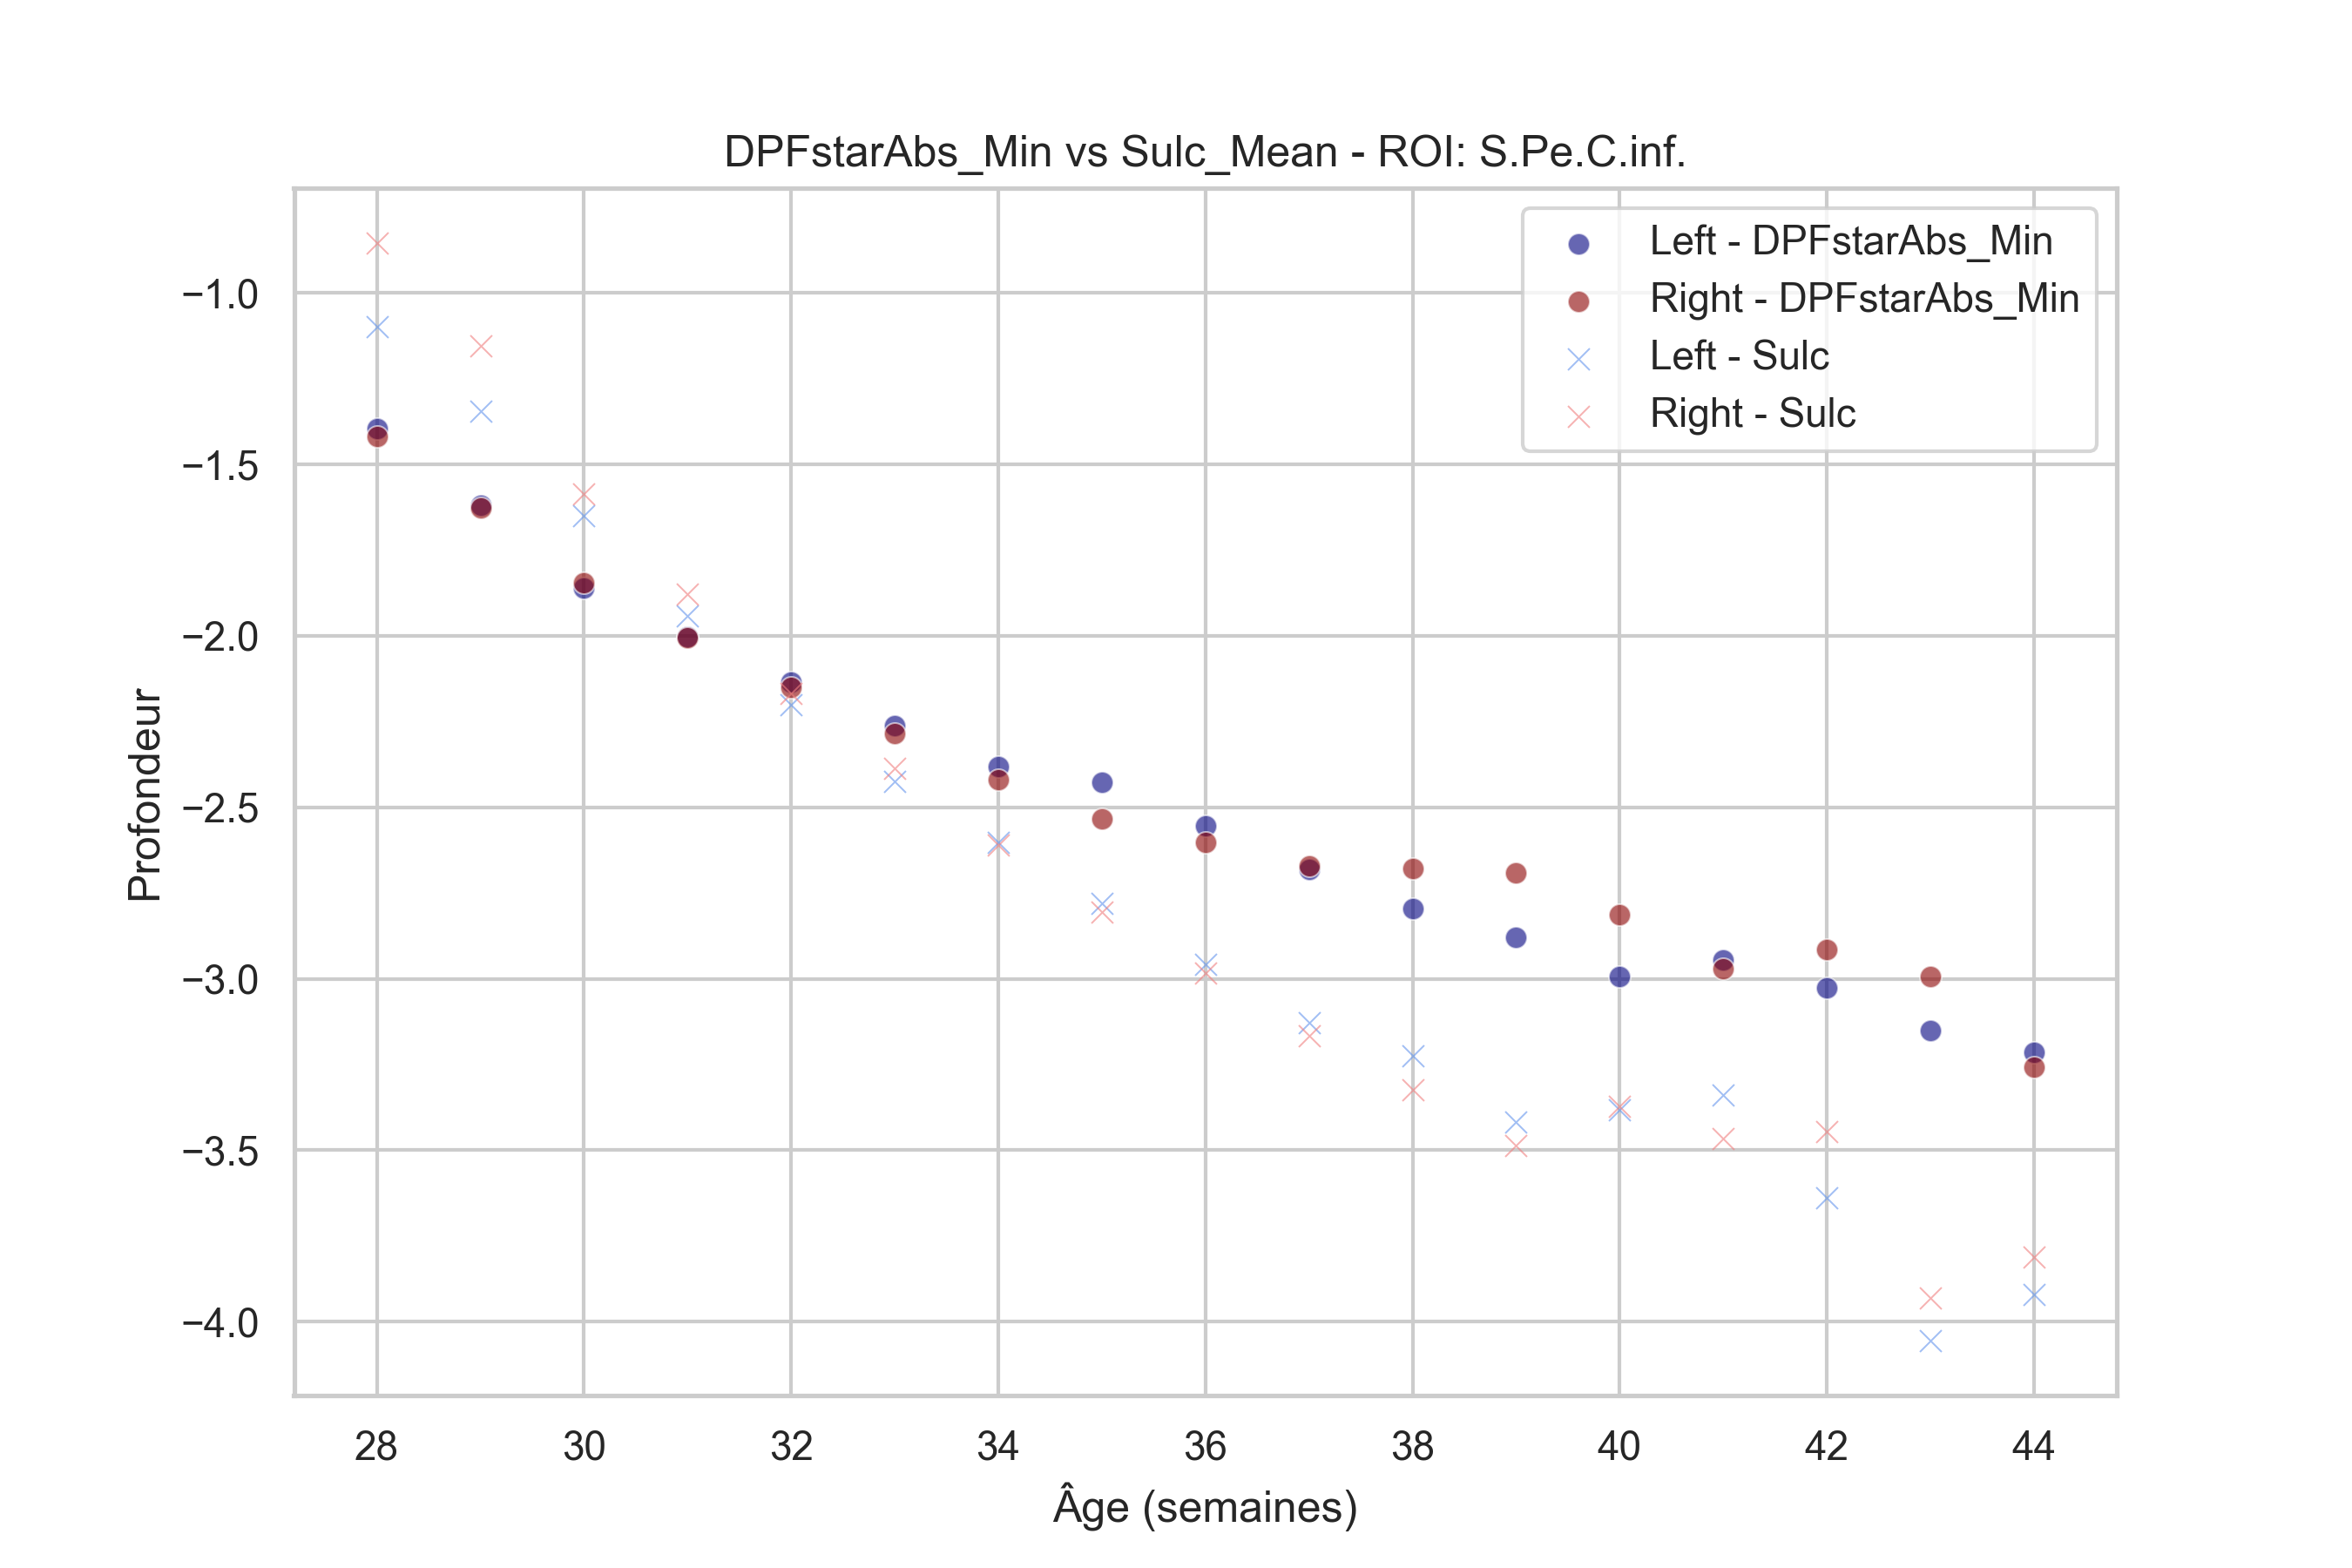 DPFstarAbs_Min vs Sulc_Mean - ROI: S.Pe.C.inf.
Left - DPFstarAbs_Min
Right - DPFstarAbs_Min
Left - Sulc
Right - Sulc
−1.0
−1.5
−2.0
−2.5
−3.0
−3.5
−4.0
Profondeur
28 30 32 34 36 38 40 42 44
Âge (semaines)